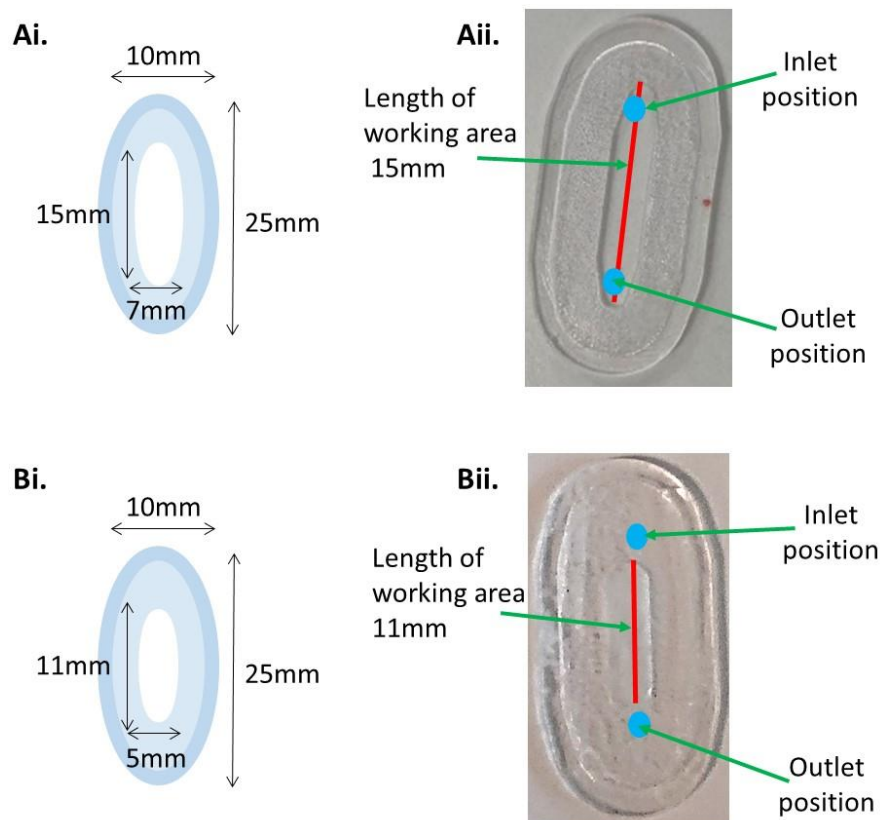 Ai.
10mm
15mm
25mm
7mm
Aii.
Length of
working area
15mm
Inlet
position
Outlet
position
Bi.
10mm
11mm
25mm
5mm
Bii.
Length of
working area
11mm
Inlet
position
Outlet
position